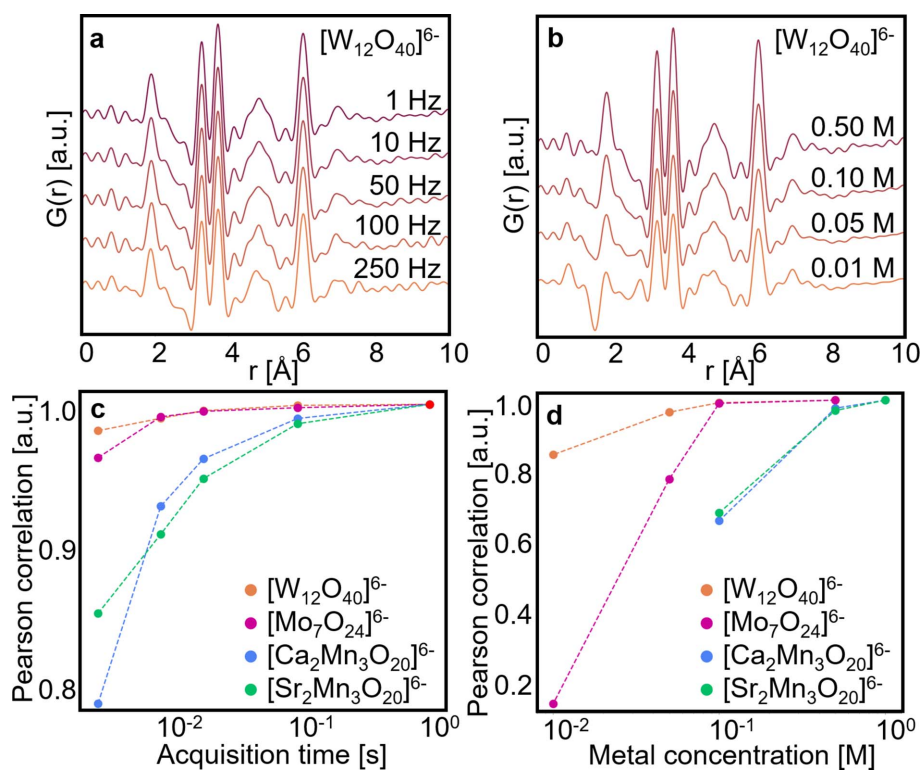 a
[W₁₂O₄₀]⁶⁻
1 Hz
10 Hz
50 Hz
100 Hz
250 Hz
G(r) [a.u.]
0 2 4 6 8 10
r [Å]
b
[W₁₂O₄₀]⁶⁻
0.50 M
0.10 M
0.05 M
0.01 M
G(r) [a.u.]
0 2 4 6 8 10
r [Å]
c
1.0
0.9
0.8
Pearson correlation [a.u.]
[W₁₂O₄₀]⁶⁻
[Mo₇O₂₄]⁶⁻
[Ca₂Mn₃O₂₀]⁶⁻
[Sr₂Mn₃O₂₀]⁶⁻
10⁻² 10⁻¹ 10⁰
Acquisition time [s]
d
1.0
0.8
0.6
0.4
0.2
Pearson correlation [a.u.]
[W₁₂O₄₀]⁶⁻
[Mo₇O₂₄]⁶⁻
[Ca₂Mn₃O₂₀]⁶⁻
[Sr₂Mn₃O₂₀]⁶⁻
10⁻² 10⁻¹ 10⁰
Metal concentration [M]